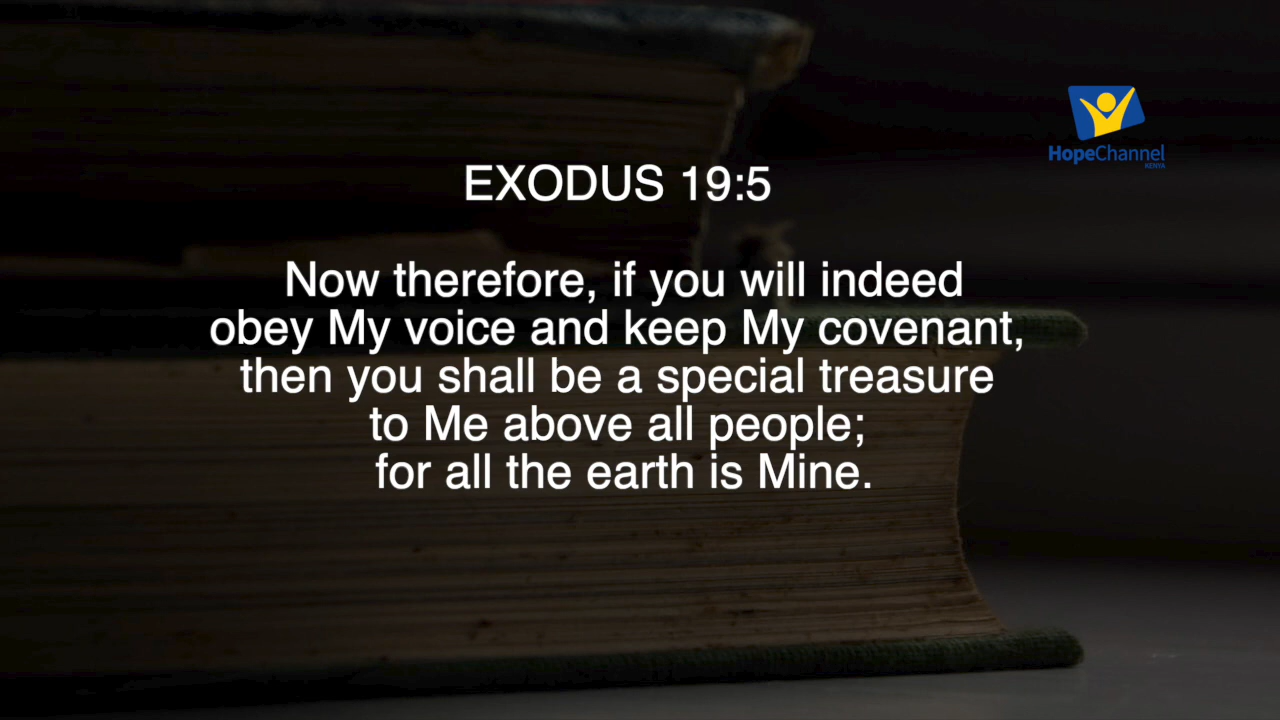 HopeChannel
KENYA
EXODUS 19:5
Now therefore, if you will indeed
obey My voice and keep My covenant,
then you shall be a special treasure
to Me above all people;
for all the earth is Mine.